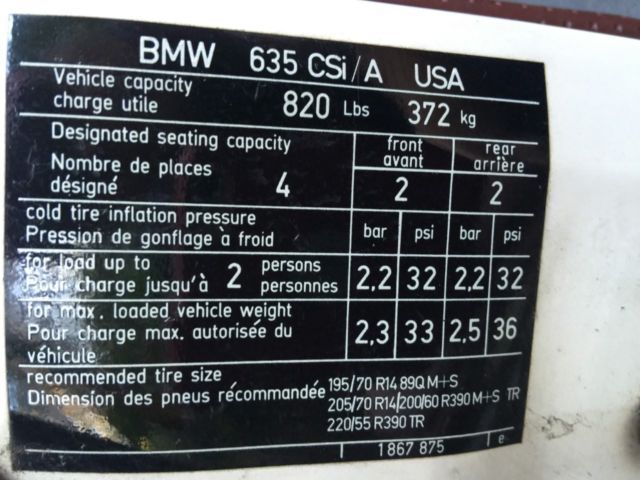 BMW 635 CSi/A USA
Vehicle capacity
charge utile 820 Lbs 372 kg
Designated seating capacity front rear
avant arrière
Nombre de places
désigné 4 2 2
cold tire inflation pressure
Pression de gonflage à froid bar psi bar psi
for load up to
Pour charge jusqu'à 2 persons
personnes 2,2 32 2,2 32
for max. loaded vehicle weight
Pour charge max. autorisée du
véhicule 2,3 33 2,5 36
recommended tire size
Dimension des pneus récommandée 195/70 R14 89Q M+S
205/70 R14/200/60 R390 M+S TR
220/55 R390 TR
1 867 875 e